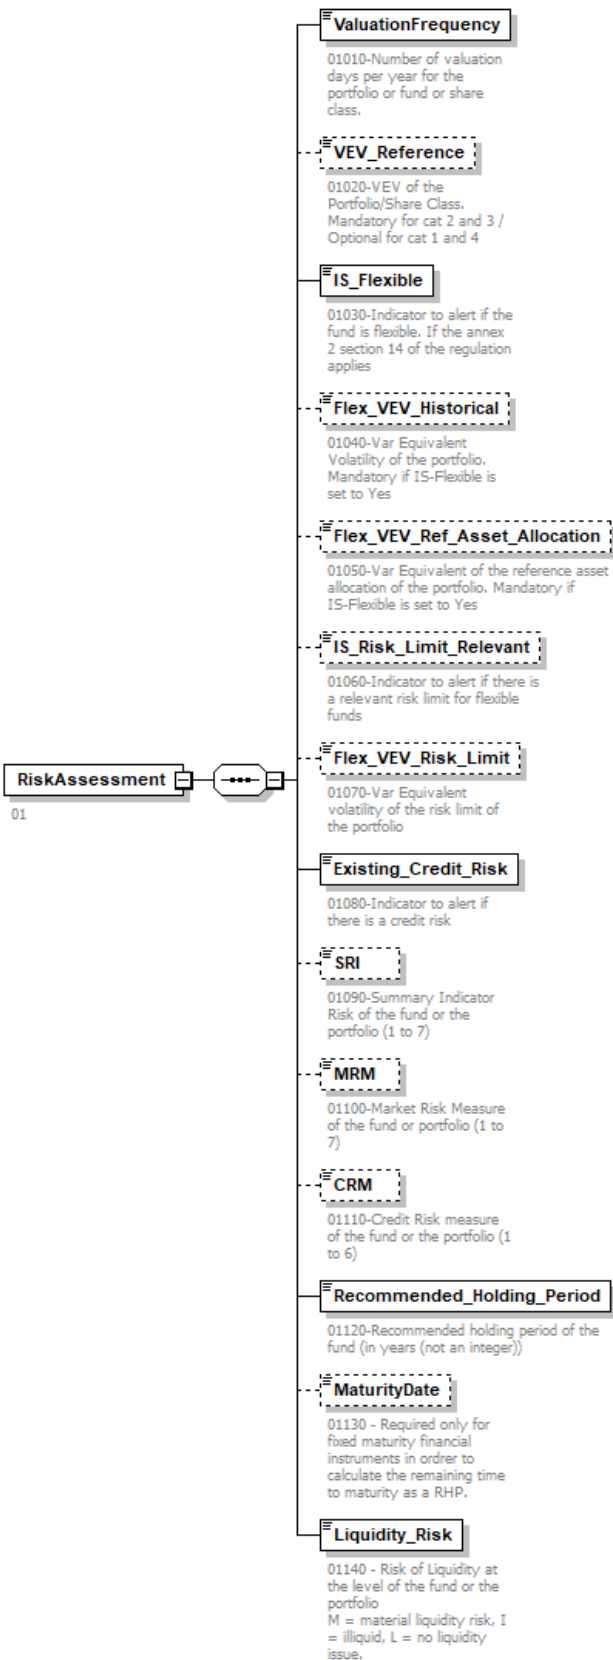 ValuationFrequency
01010-Number of valuation
days per year for the
portfolio or fund or share
class.
VEV_Reference
01020-VEV of the
Portfolio/Share Class.
Mandatory for cat 2 and 3 /
Optional for cat 1 and 4
IS_Flexible
01030-Indicator to alert if the
fund is flexible. If the annex
2 section 14 of the regulation
applies
Flex_VEV_Historical
01040-Var Equivalent
Volatility of the portfolio.
Mandatory if IS-Flexible is
set to Yes
Flex_VEV_Ref_Asset_Allocation
01050-Var Equivalent of the reference asset
allocation of the portfolio. Mandatory if
IS-Flexible is set to Yes
IS_Risk_Limit_Relevant
01060-Indicator to alert if there is
a relevant risk limit for flexible
funds
RiskAssessment
01
Flex_VEV_Risk_Limit
01070-Var Equivalent
volatility of the risk limit of
the portfolio
Existing_Credit_Risk
01080-Indicator to alert if
there is a credit risk
SRI
01090-Summary Indicator
Risk of the fund or the
portfolio (1 to 7)
MRM
01100-Market Risk Measure
of the fund or portfolio (1 to
7)
CRM
01110-Credit Risk measure
of the fund or the portfolio (1
to 6)
Recommended_Holding_Period
01120-Recommended holding period of the
fund (in years (not an integer))
MaturityDate
01130 - Required only for
fixed maturity financial
instruments in ordrer to
calculate the remaining time
to maturity as a RHP.
Liquidity_Risk
01140 - Risk of Liquidity at
the level of the fund or the
portfolio
M = material liquidity risk, I
= illiquid, L = no liquidity
issue.